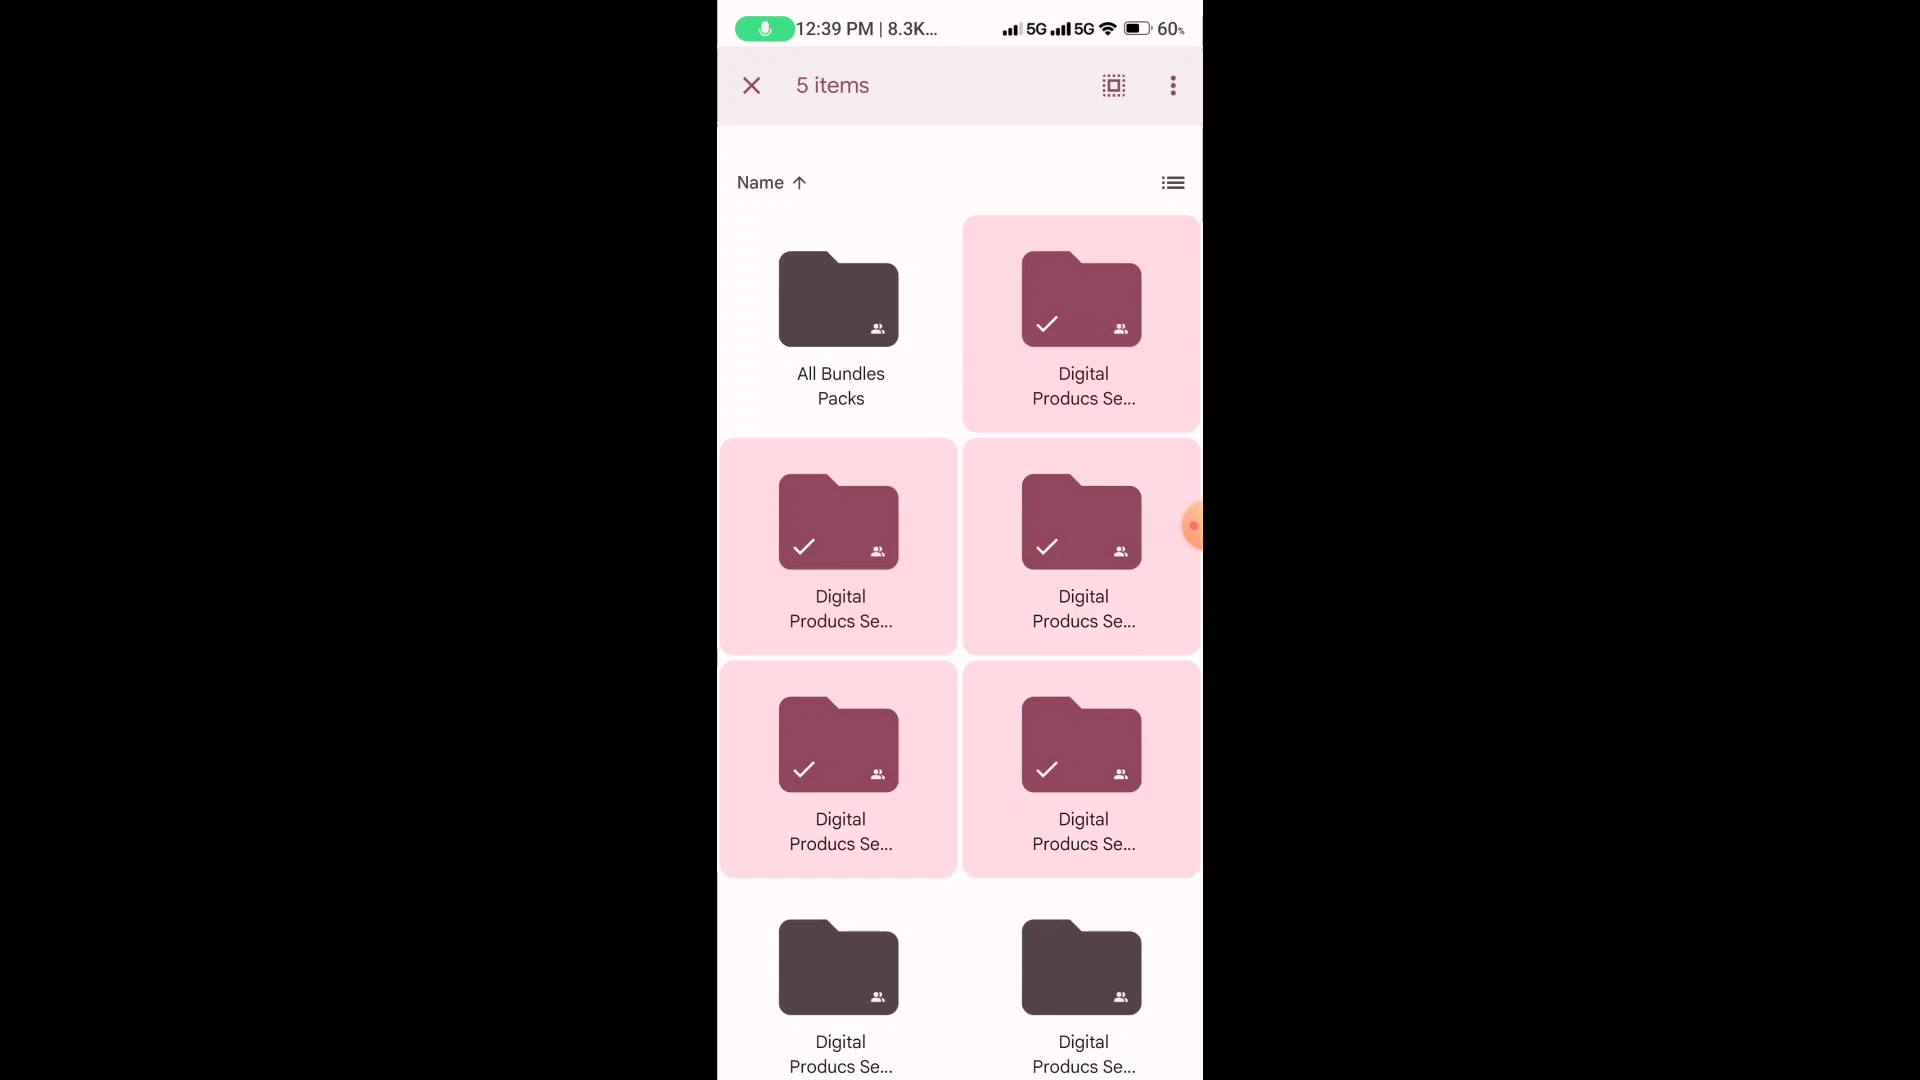 12:39 PM | 8.3K... 5G 5G 60%
5 items
Name
All Bundles
Packs
Digital
Producs Se...
Digital
Producs Se...
Digital
Producs Se...
Digital
Producs Se...
Digital
Producs Se...
Digital
Producs Se...
Digital
Producs Se...